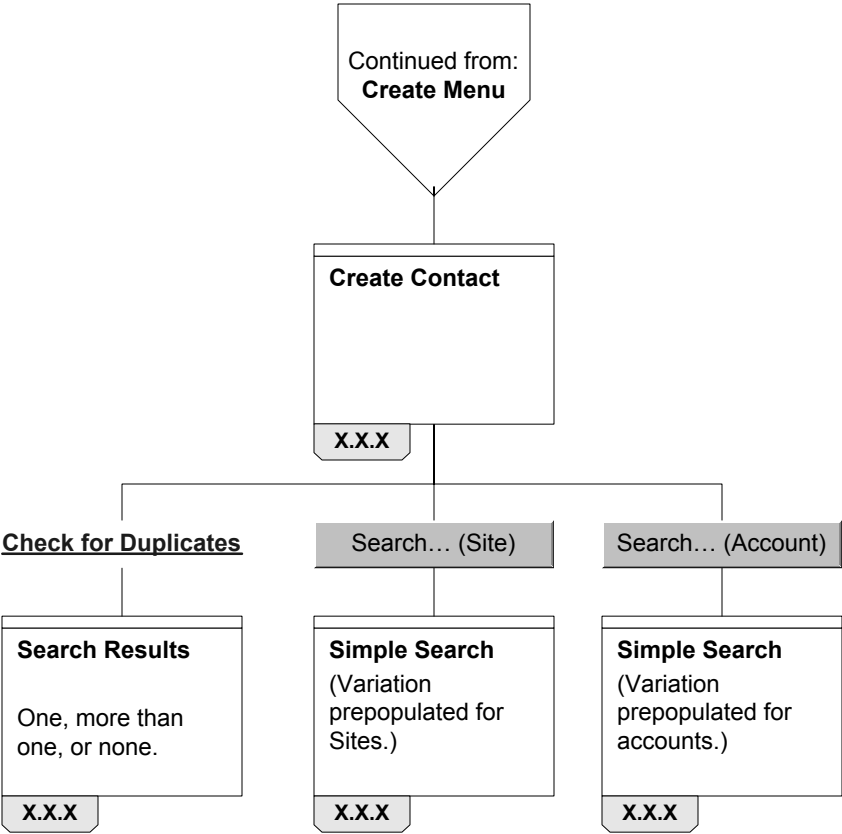 Continued from:
Create Menu
Create Contact
X.X.X
Check for Duplicates
Search… (Site)
Search… (Account)
Search Results
One, more than
one, or none.
X.X.X
Simple Search
(Variation
prepopulated for
Sites.)
X.X.X
Simple Search
(Variation
prepopulated for
accounts.)
X.X.X